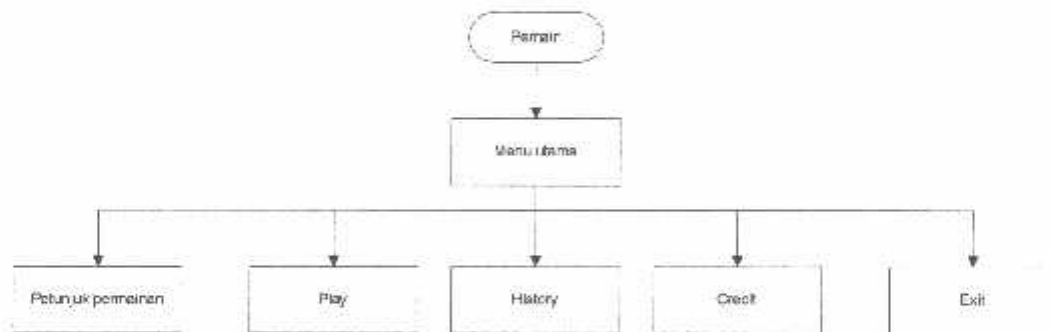 Pemain
Menu utama
Petunjuk permainan
Play
History
Credit
Exit